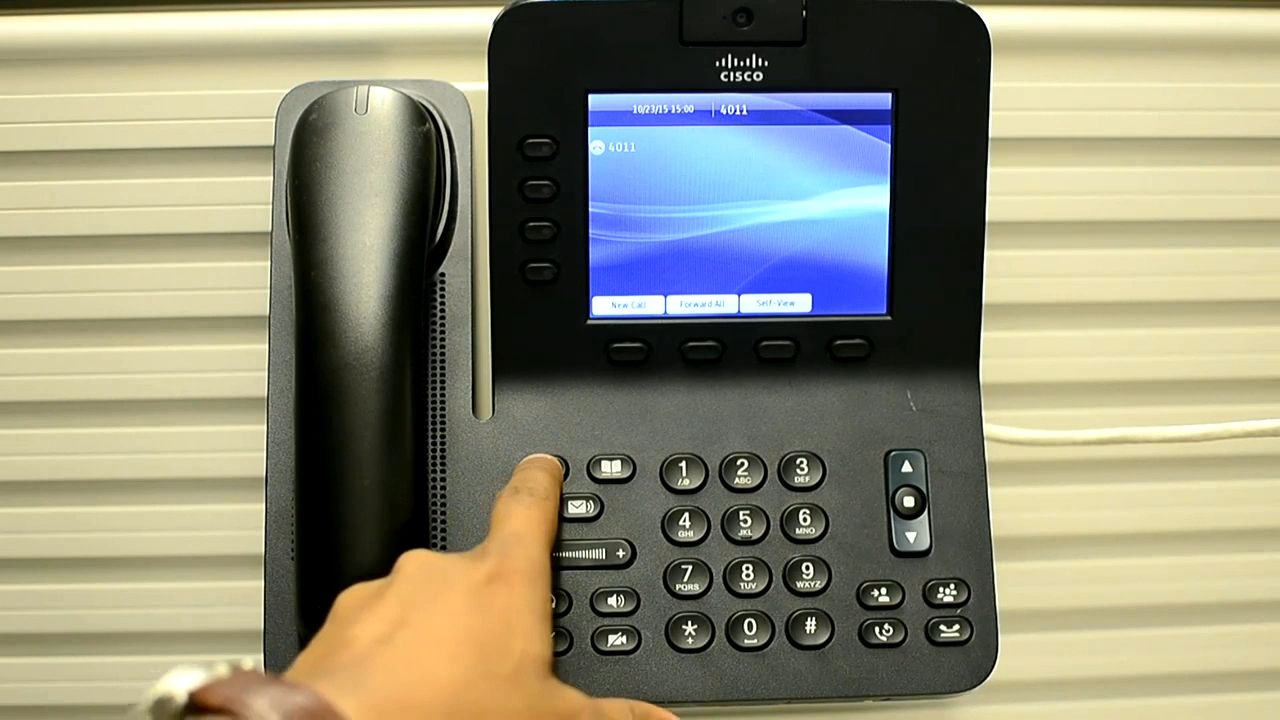 CISCO
10/23/15 15:00 4011
4011
New Call Forward All Self-View
1 2 3
/.@ ABC DEF
4 5 6
GHI JKL MNO
+
7 8 9
PQRS TUV WXYZ
* 0 #
+